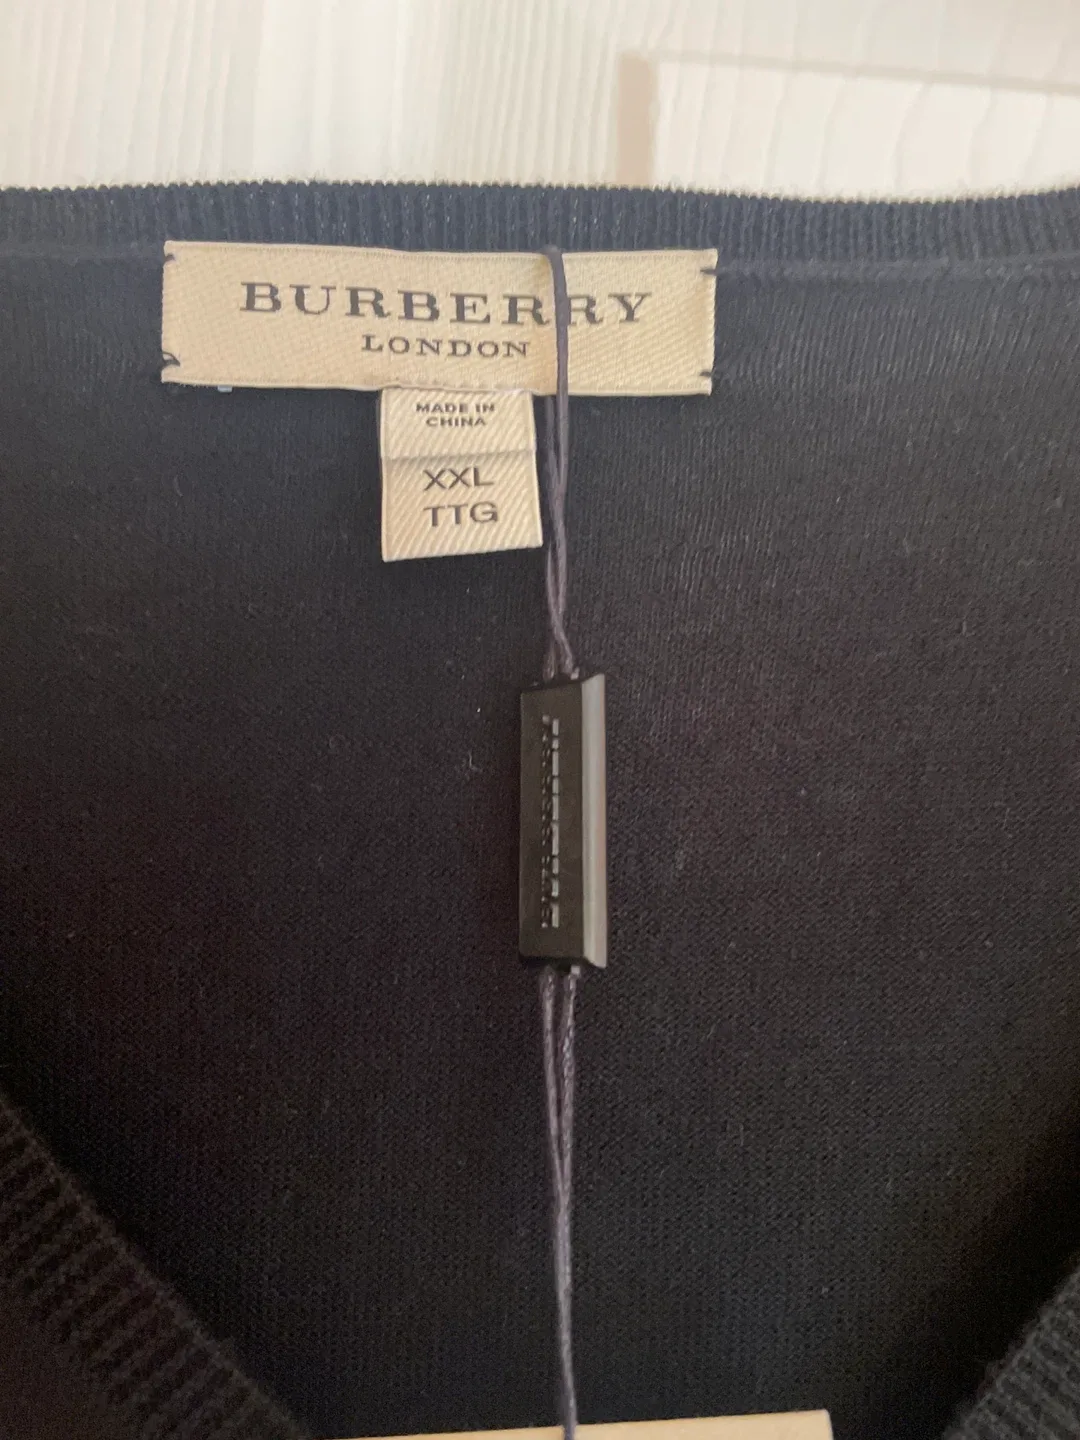 BURBERRY
LONDON
MADE IN
CHINA
XXL
TTG